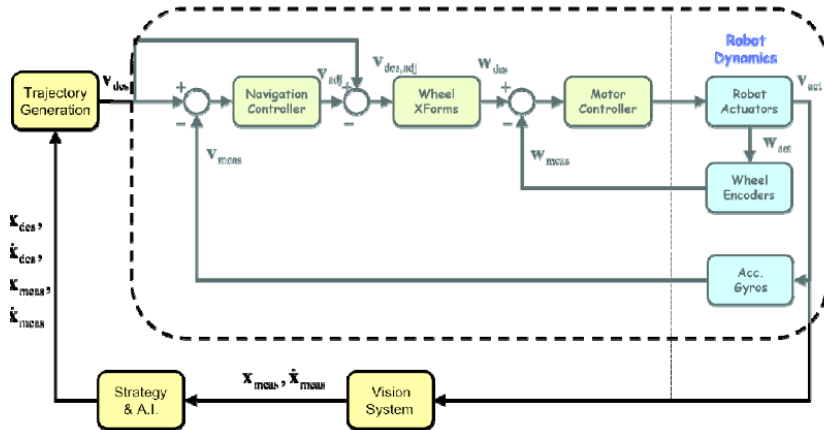 Robot
Dynamics
v_des
Trajectory
Generation
+
−
Navigation
Controller
v_adj
+
−
v_des,adj
Wheel
XForms
w_des
+
−
Motor
Controller
Robot
Actuators
v_act
v_meas
w_meas
w_act
Wheel
Encoders
Acc.
Gyros
x_des,
ẋ_des,
x_meas,
ẋ_meas
Strategy
& A.I.
x_meas, ẋ_meas
Vision
System